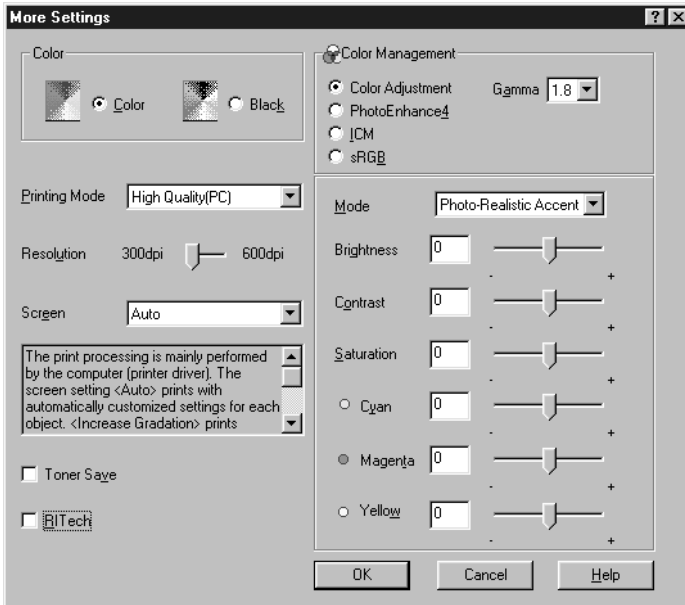 More Settings
Color
Color
Black
Printing Mode
High Quality(PC)
Resolution
300dpi
600dpi
Screen
Auto
The print processing is mainly performed
by the computer (printer driver). The
screen setting <Auto> prints with
automatically customized settings for each
object. <Increase Gradation> prints
Toner Save
RITech
Color Management
Color Adjustment
PhotoEnhance4
ICM
sRGB
Gamma
1.8
Mode
Photo-Realistic Accent
Brightness
0
- +
Contrast
0
- +
Saturation
0
- +
Cyan
0
- +
Magenta
0
- +
Yellow
0
- +
OK
Cancel
Help